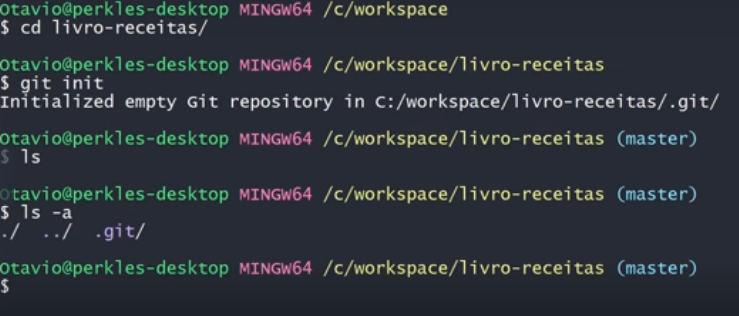 Otavio@perkles-desktop MINGW64 /c/workspace
$ cd livro-receitas/
Otavio@perkles-desktop MINGW64 /c/workspace/livro-receitas
$ git init
Initialized empty Git repository in C:/workspace/livro-receitas/.git/
Otavio@perkles-desktop MINGW64 /c/workspace/livro-receitas (master)
$ ls
Otavio@perkles-desktop MINGW64 /c/workspace/livro-receitas (master)
$ ls -a
./ ../ .git/
Otavio@perkles-desktop MINGW64 /c/workspace/livro-receitas (master)
$